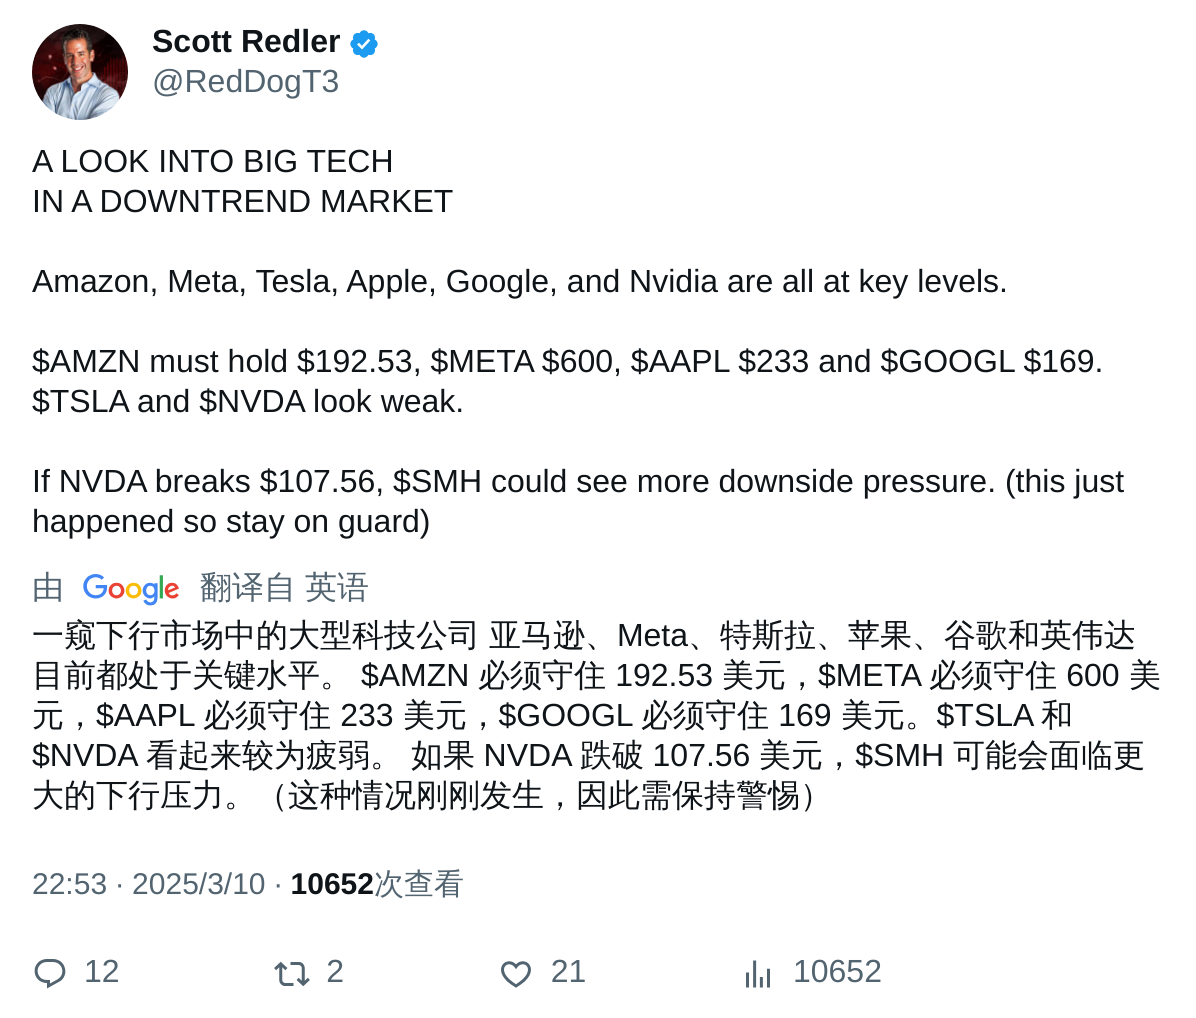 Scott Redler
@RedDogT3
A LOOK INTO BIG TECH
IN A DOWNTREND MARKET
Amazon, Meta, Tesla, Apple, Google, and Nvidia are all at key levels.
$AMZN must hold $192.53, $META $600, $AAPL $233 and $GOOGL $169.
$TSLA and $NVDA look weak.
If NVDA breaks $107.56, $SMH could see more downside pressure. (this just
happened so stay on guard)
由 Google 翻译自 英语
一窥下行市场中的大型科技公司 亚马逊、Meta、特斯拉、苹果、谷歌和英伟达
目前都处于关键水平。 $AMZN 必须守住 192.53 美元，$META 必须守住 600 美
元，$AAPL 必须守住 233 美元，$GOOGL 必须守住 169 美元。$TSLA 和
$NVDA 看起来较为疲弱。 如果 NVDA 跌破 107.56 美元，$SMH 可能会面临更
大的下行压力。（这种情况刚刚发生，因此需保持警惕）
22:53 · 2025/3/10 · 10652次查看
12 2 21 10652